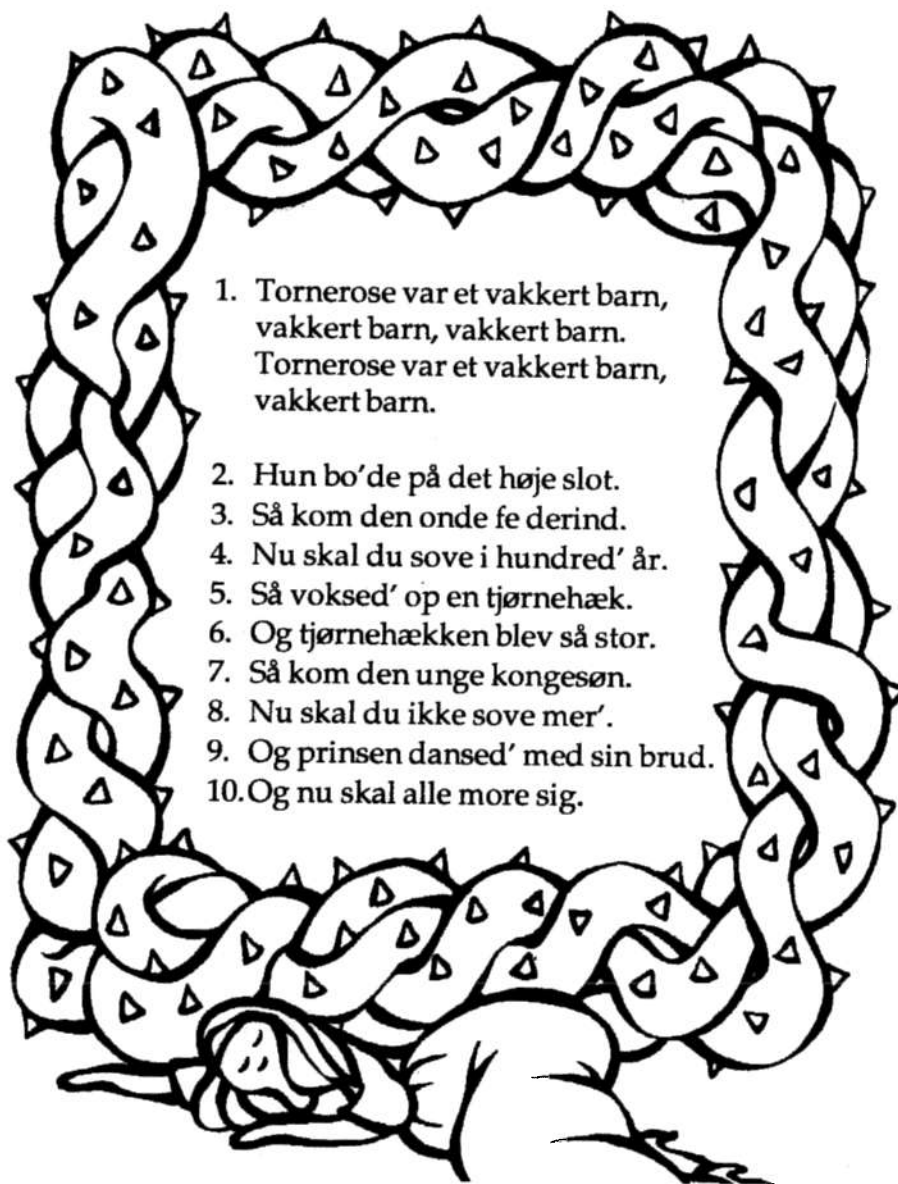 1. Tornerose var et vakkert barn,
vakkert barn, vakkert barn.
Tornerose var et vakkert barn,
vakkert barn.
2. Hun bo'de på det høje slot.
3. Så kom den onde fe derind.
4. Nu skal du sove i hundred' år.
5. Så voksed' op en tjørnehæk.
6. Og tjørnehækken blev så stor.
7. Så kom den unge kongesøn.
8. Nu skal du ikke sove mer'.
9. Og prinsen dansed' med sin brud.
10. Og nu skal alle more sig.